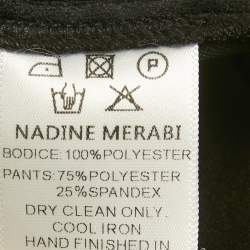 P
NADINE MERABI
BODICE: 100% POLYESTER
PANTS: 75% POLYESTER
25% SPANDEX
DRY CLEAN ONLY.
COOL IRON
HAND FINISHED IN